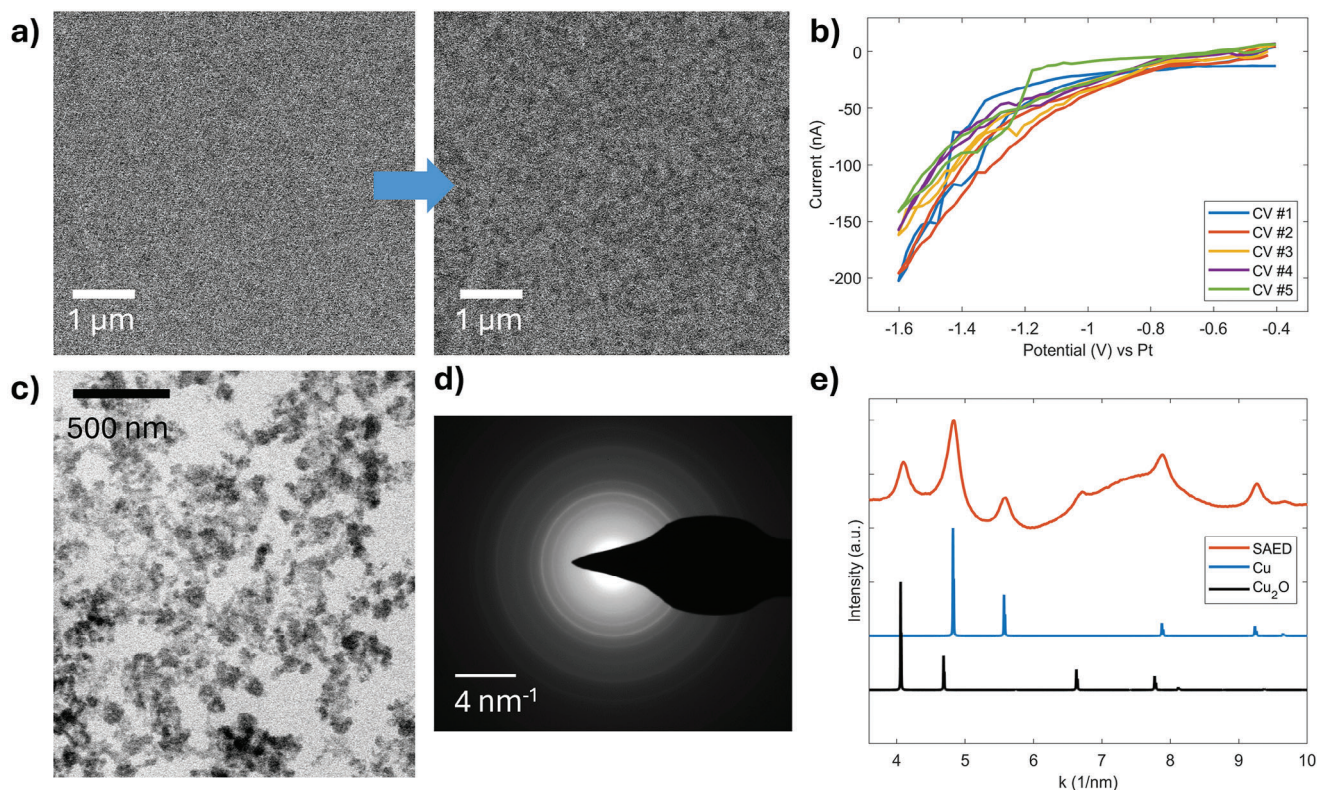 a)
1 µm
1 µm
b)
0
-50
-100
-150
-200
Current (nA)
CV #1
CV #2
CV #3
CV #4
CV #5
-1.6 -1.4 -1.2 -1 -0.8 -0.6 -0.4
Potential (V) vs Pt
c)
500 nm
d)
4 nm-1
e)
Intensity (a.u.)
SAED
Cu
Cu2O
4 5 6 7 8 9 10
k (1/nm)